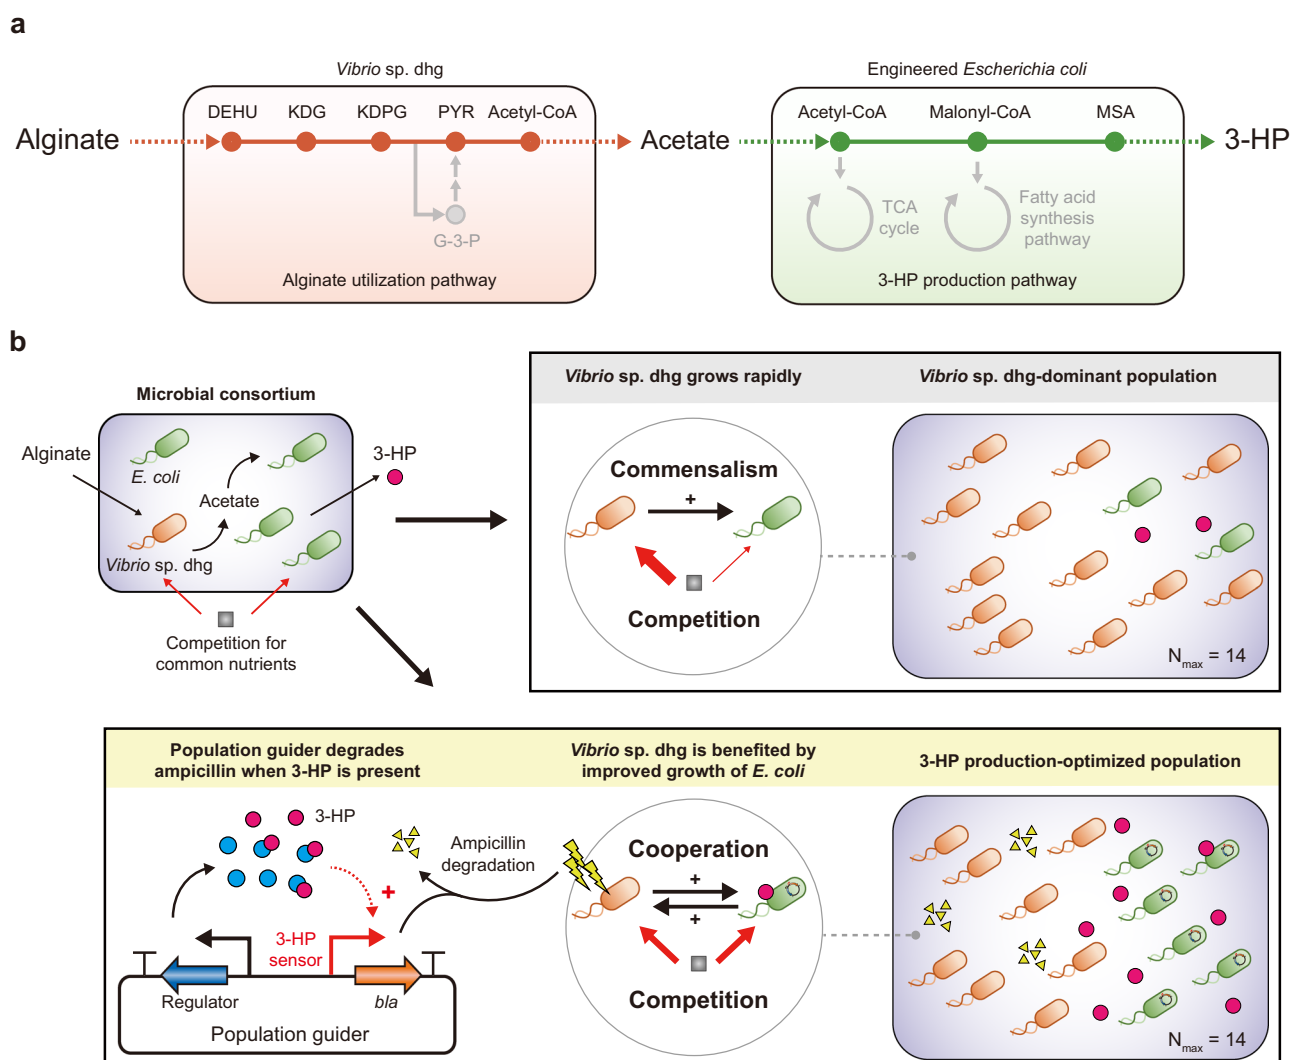 a
Vibrio sp. dhg
Engineered Escherichia coli
DEHU
KDG
KDPG
PYR
Acetyl-CoA
Acetyl-CoA
Malonyl-CoA
MSA
Alginate
Acetate
3-HP
G-3-P
TCA
cycle
Fatty acid
synthesis
pathway
Alginate utilization pathway
3-HP production pathway
b
Microbial consortium
Alginate
E. coli
Acetate
Vibrio sp. dhg
3-HP
Competition for
common nutrients
Vibrio sp. dhg grows rapidly
Vibrio sp. dhg-dominant population
Commensalism
+
Competition
Nmax = 14
Population guider degrades
ampicillin when 3-HP is present
Vibrio sp. dhg is benefited by
improved growth of E. coli
3-HP production-optimized population
3-HP
+
Ampicillin
degradation
3-HP
sensor
Regulator
bla
Population guider
Cooperation
+
+
Competition
Nmax = 14